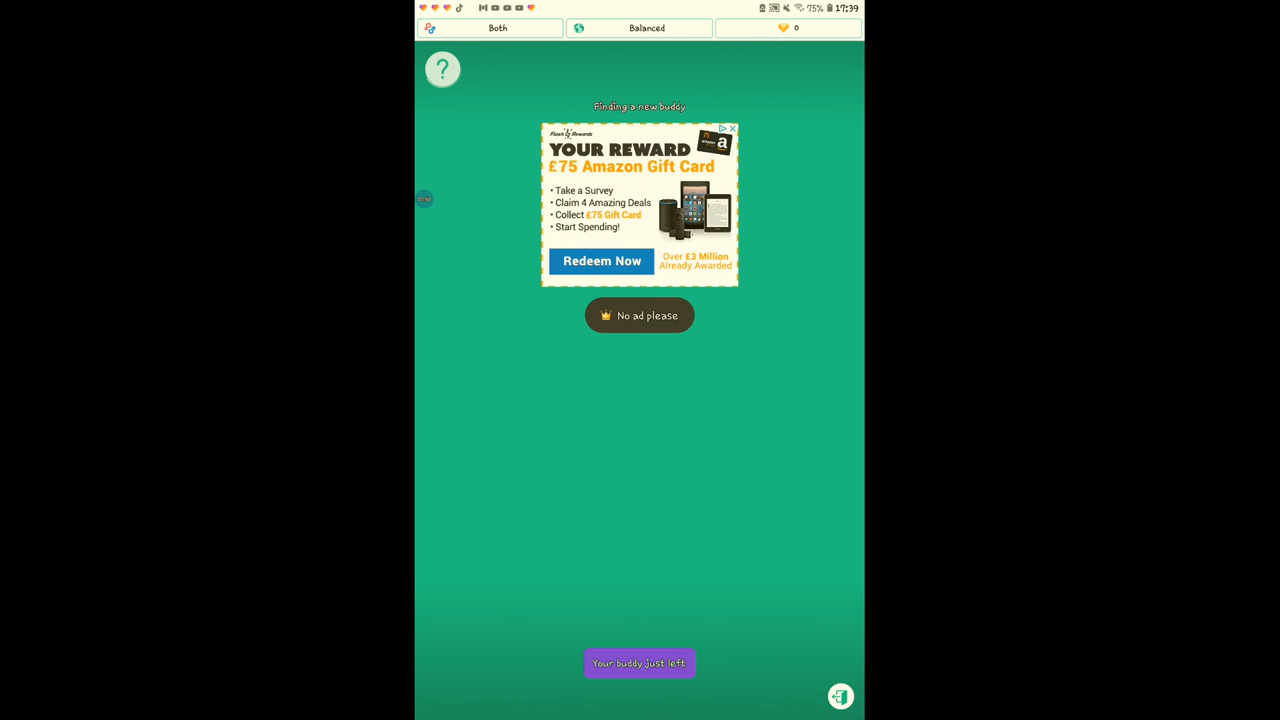 75% 17:39
Both Balanced 0
?
Finding a new buddy
Flash Rewards
YOUR REWARD
£75 Amazon Gift Card
• Take a Survey
• Claim 4 Amazing Deals
• Collect £75 Gift Card
• Start Spending!
Redeem Now
Over £3 Million
Already Awarded
No ad please
Your buddy just left